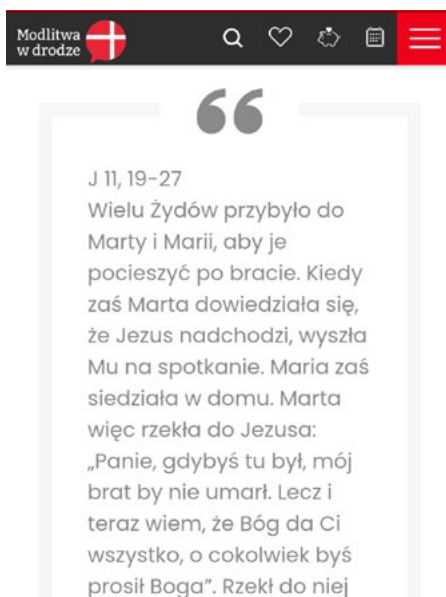 Modlitwa
w drodze
J 11, 19-27
Wielu Żydów przybyło do
Marty i Marii, aby je
pocieszyć po bracie. Kiedy
zaś Marta dowiedziała się,
że Jezus nadchodzi, wyszła
Mu na spotkanie. Maria zaś
siedziała w domu. Marta
więc rzekła do Jezusa:
„Panie, gdybyś tu był, mój
brat by nie umarł. Lecz i
teraz wiem, że Bóg da Ci
wszystko, o cokolwiek byś
prosił Boga”. Rzekł do niej